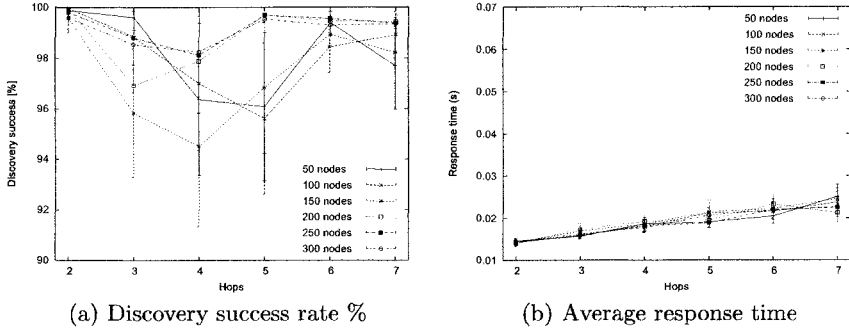 100
98
96
94
92
90
Discovery success [%]
2 3 4 5 6 7
Hops
50 nodes
100 nodes
150 nodes
200 nodes
250 nodes
300 nodes
(a) Discovery success rate %
0.07
0.06
0.05
0.04
0.03
0.02
0.01
Response time (s)
2 3 4 5 6 7
Hops
50 nodes
100 nodes
150 nodes
200 nodes
250 nodes
300 nodes
(b) Average response time